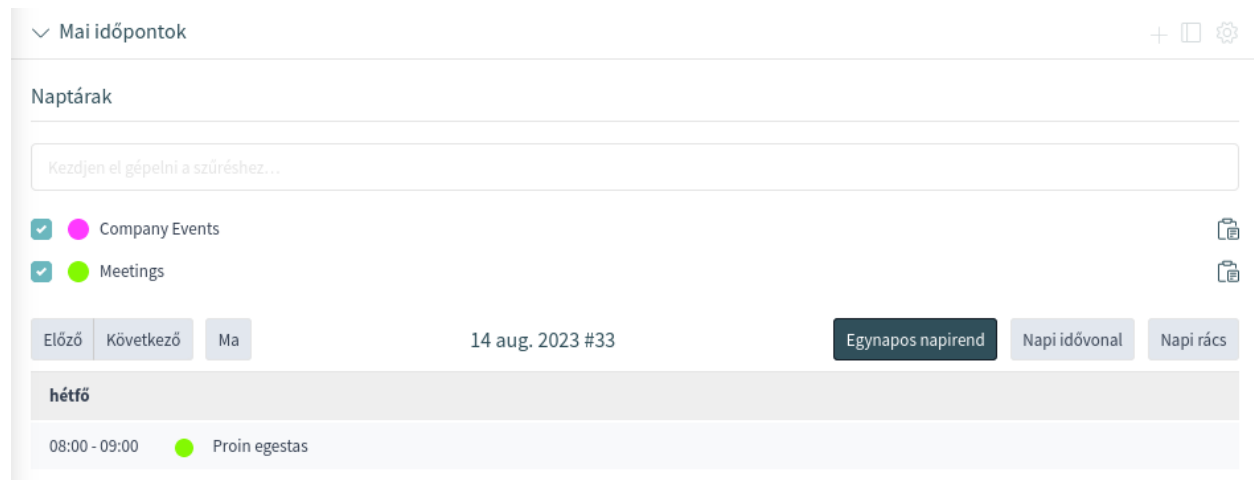 Mai időpontok
Naptárak
Kezdjen el gépelni a szűréshez...
Company Events
Meetings
Előző Következő Ma 14 aug. 2023 #33 Egynapos napirend Napi idővonal Napi rács
hétfő
08:00 - 09:00 Proin egestas